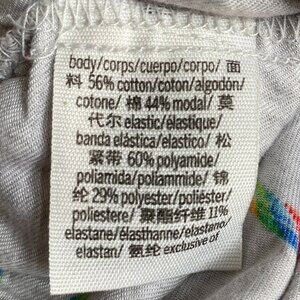 body/corps/cuerpo/corpo/ 面
料 56% cotton/coton/algodón/
cotone/ 棉 44% modal/ 莫
代尔 elastic/élastique/
banda elástica/elastico/ 松
紧带 60% polyamide/
poliamida/poliammide/ 锦
纶 29% polyester/poliéster/
poliestere/ 聚酯纤维 11%
elastane/élasthanne/elastano/
elastan/ 氨纶 exclusive of